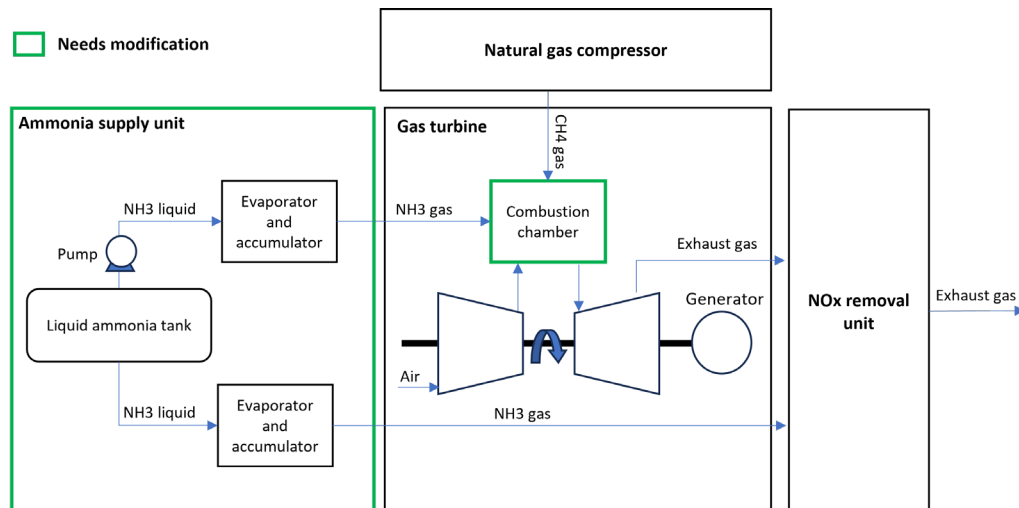 Needs modification
Natural gas compressor
Ammonia supply unit
Gas turbine
CH4 gas
NH3 liquid
Evaporator
and
accumulator
NH3 gas
Combustion
chamber
Pump
Exhaust gas
Liquid ammonia tank
Generator
NOx removal
unit
Exhaust gas
Air
NH3 liquid
Evaporator
and
accumulator
NH3 gas